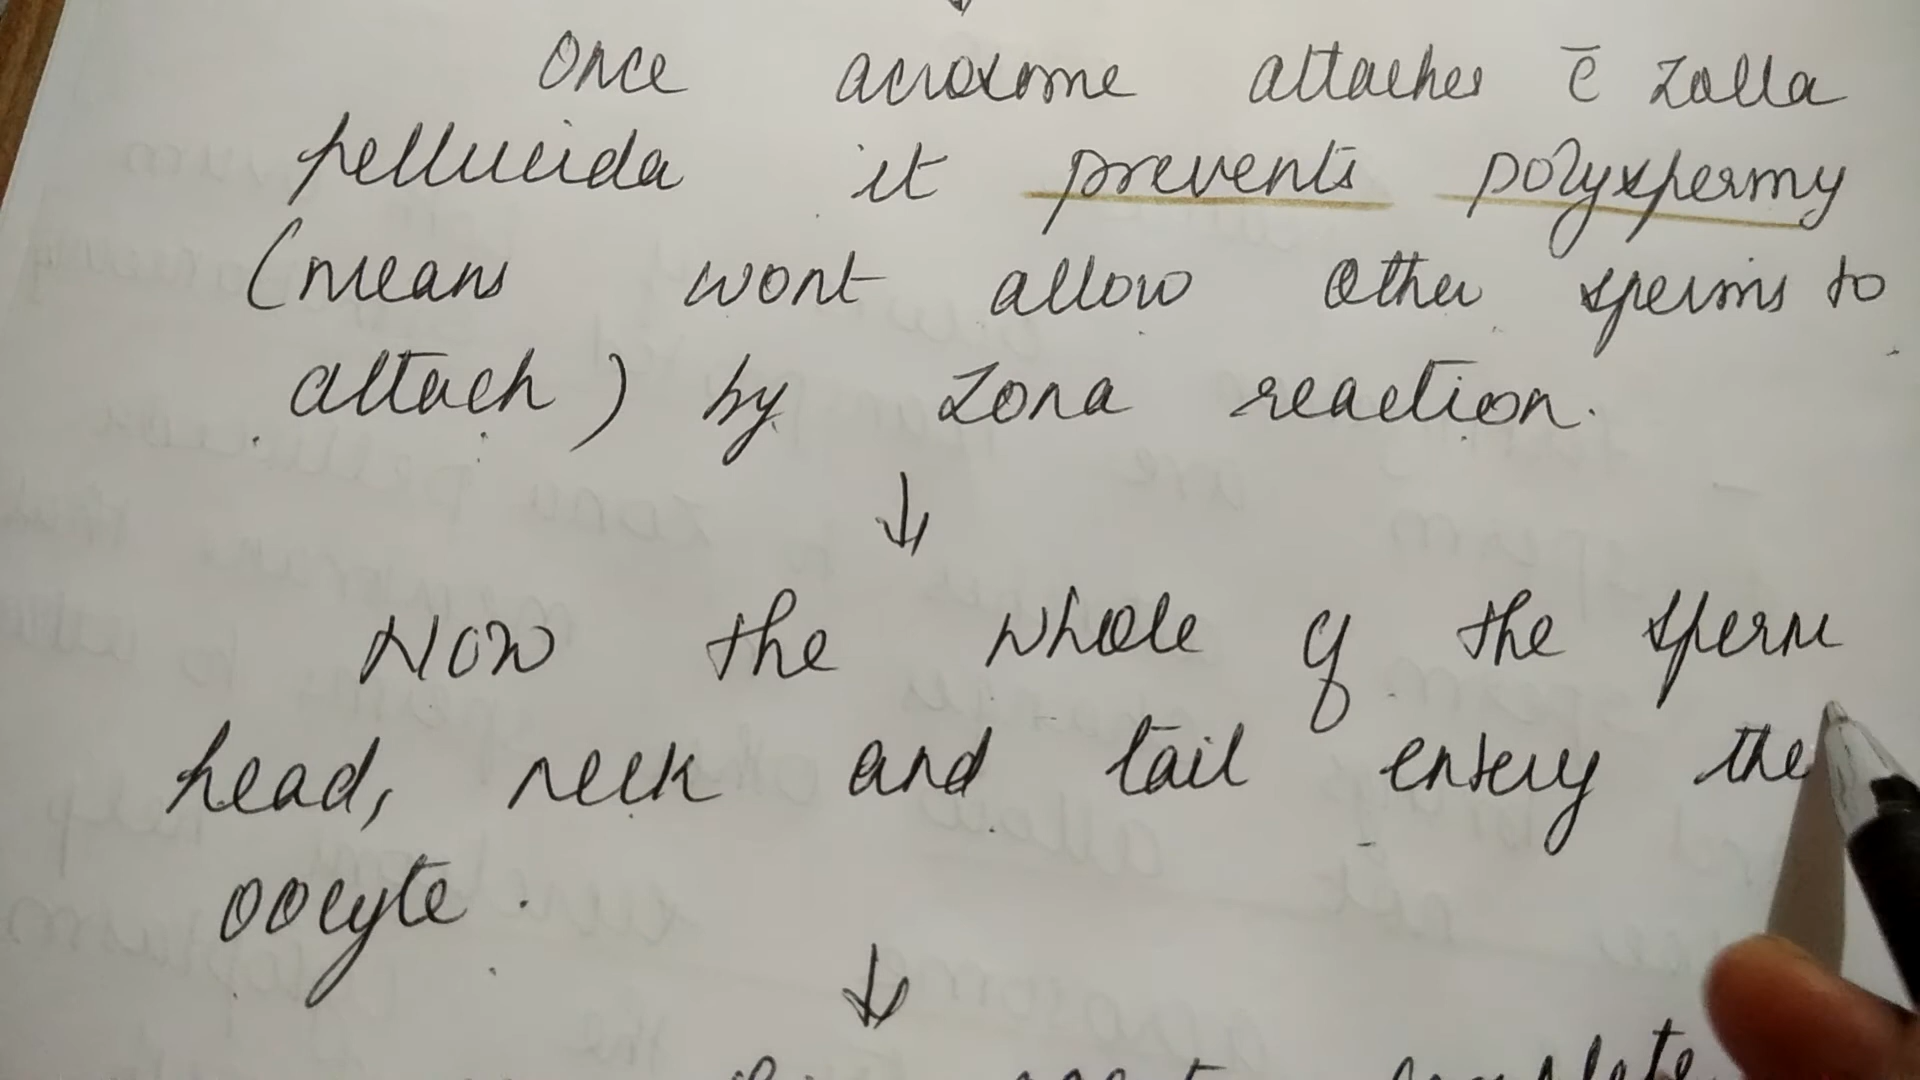 Once acrosome attaches c̄ Zolla
pellucida it prevents polyspermy
(means wont allow other sperms to
attach) by Zona reaction.
↓
Now the whole of the sperm
head, neck and tail entery the
oocyte.
↓